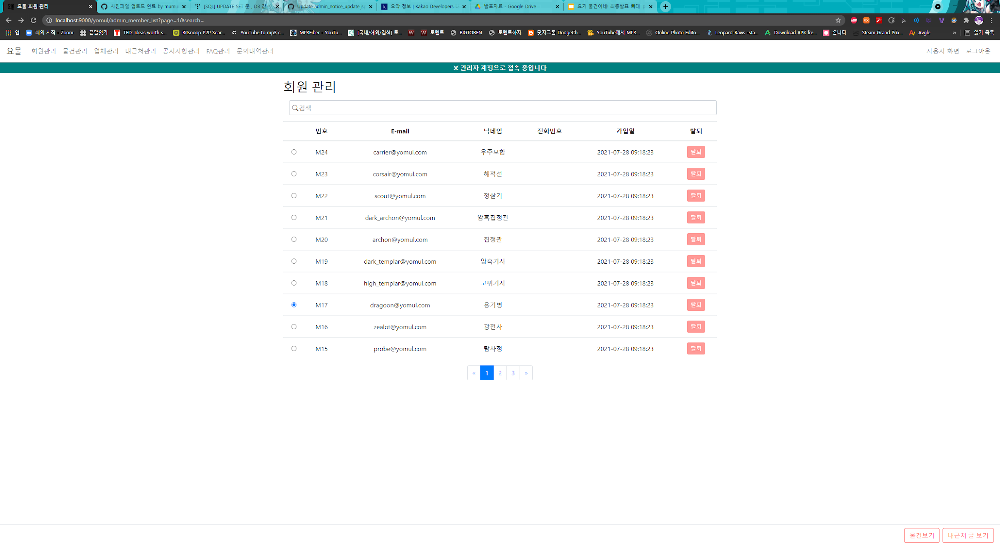 요물 회원 관리
사진파일 업로드 완료 by mumu
[SQL] UPDATE SET 문 , DB 값
Update admin_notice_update.jsp
요약 정보 | Kakao Developers
발표자료 - Google Drive
요거 물건이네! 최종발표 뼈대 .p
localhost:9000/yomul/admin_member_list?page=1&search=
앱 회의 시작 - Zoom 끝말잇기 TED: Ideas worth s... Bitsnoop P2P Sear... YouTube to mp3 c... MP3Fiber - YouTu... [국내/해외/검색] 토... 토렌트 BIGTOREN 토렌트하자 닷지크롬 DodgeCh... YouTube에서 MP3... Online Photo Edito... Leopard-Raws -sta... Download APK fre... 온나다 Steam Grand Prix... Avgle » 읽기 목록
요물 회원관리 물건관리 업체관리 내근처관리 공지사항관리 FAQ관리 문의내역관리 사용자 화면 로그아웃
※ 관리자 계정으로 접속 중입니다
회원 관리
검색
번호 E-mail 닉네임 전화번호 가입일 탈퇴
M24 carrier@yomul.com 우주모함 2021-07-28 09:18:23 탈퇴
M23 corsair@yomul.com 해적선 2021-07-28 09:18:23 탈퇴
M22 scout@yomul.com 정찰기 2021-07-28 09:18:23 탈퇴
M21 dark_archon@yomul.com 암흑집정관 2021-07-28 09:18:23 탈퇴
M20 archon@yomul.com 집정관 2021-07-28 09:18:23 탈퇴
M19 dark_templar@yomul.com 암흑기사 2021-07-28 09:18:23 탈퇴
M18 high_templar@yomul.com 고위기사 2021-07-28 09:18:23 탈퇴
M17 dragoon@yomul.com 용기병 2021-07-28 09:18:23 탈퇴
M16 zealot@yomul.com 광전사 2021-07-28 09:18:23 탈퇴
M15 probe@yomul.com 탐사정 2021-07-28 09:18:23 탈퇴
« 1 2 3 »
물건보기 내근처 글 보기